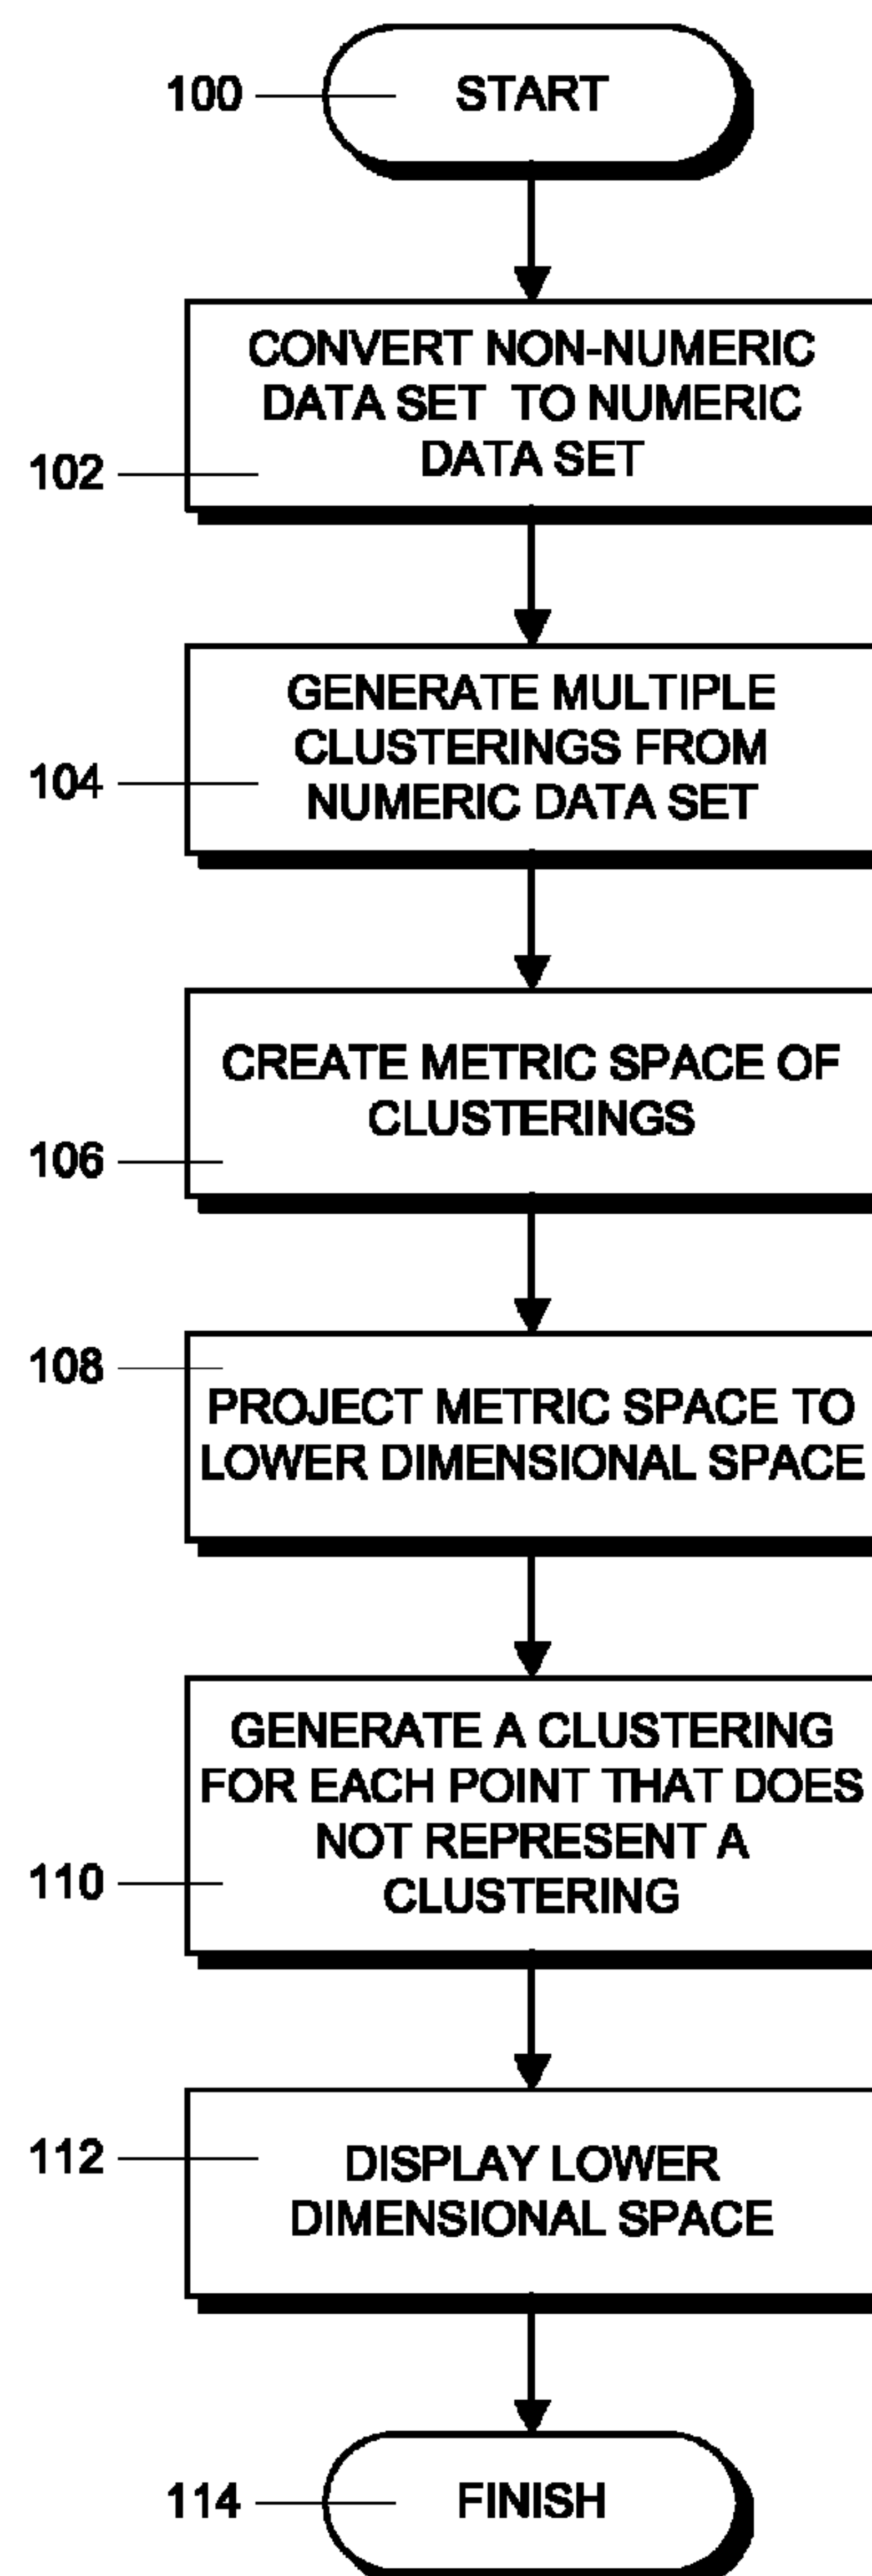 100
START
CONVERT NON-NUMERIC
DATA SET TO NUMERIC
DATA SET
102
GENERATE MULTIPLE
CLUSTERINGS FROM
NUMERIC DATA SET
104
CREATE METRIC SPACE OF
CLUSTERINGS
106
108
PROJECT METRIC SPACE TO
LOWER DIMENSIONAL SPACE
GENERATE A CLUSTERING
FOR EACH POINT THAT DOES
NOT REPRESENT A
CLUSTERING
110
112
DISPLAY LOWER
DIMENSIONAL SPACE
114
FINISH